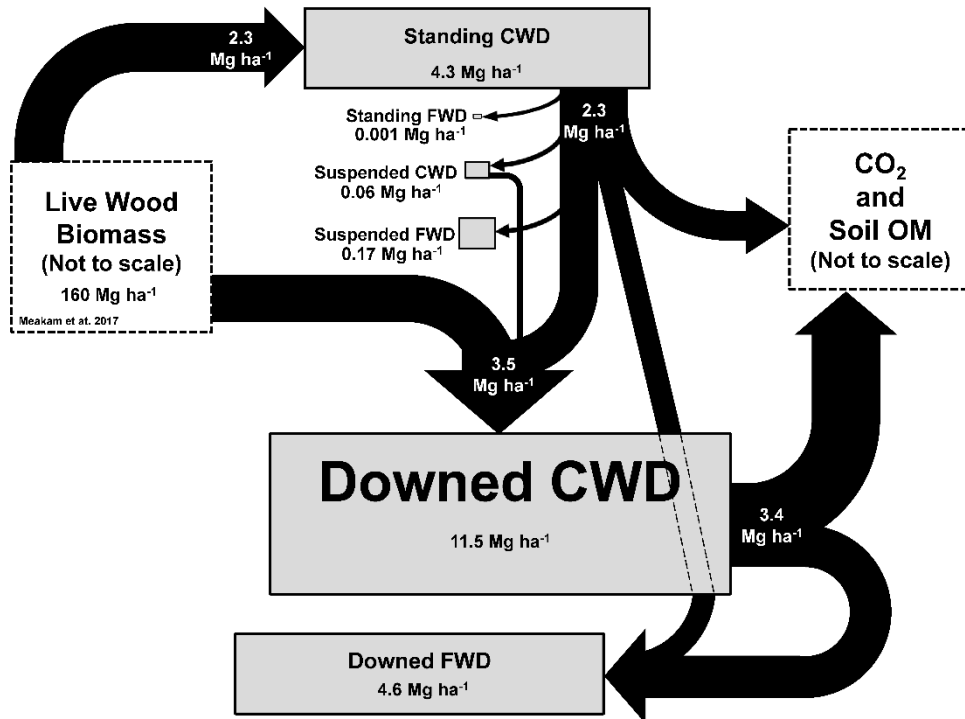 2.3
Mg ha⁻¹
Standing CWD
4.3 Mg ha⁻¹
Standing FWD
0.001 Mg ha⁻¹
2.3
Mg ha⁻¹
Suspended CWD
0.06 Mg ha⁻¹
Suspended FWD
0.17 Mg ha⁻¹
Live Wood
Biomass
(Not to scale)
160 Mg ha⁻¹
Meakam et at. 2017
CO₂
and
Soil OM
(Not to scale)
3.5
Mg ha⁻¹
Downed CWD
11.5 Mg ha⁻¹
3.4
Mg ha⁻¹
Downed FWD
4.6 Mg ha⁻¹